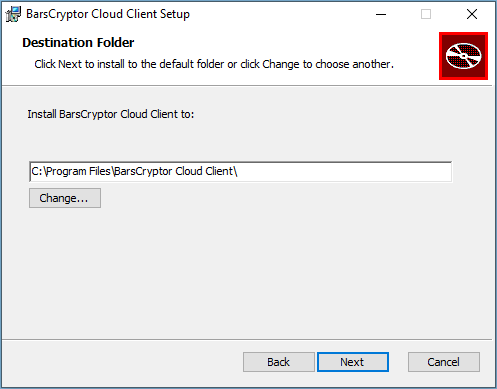 BarsCryptor Cloud Client Setup
Destination Folder
Click Next to install to the default folder or click Change to choose another.
Install BarsCryptor Cloud Client to:
C:\Program Files\BarsCryptor Cloud Client\
Change...
Back
Next
Cancel